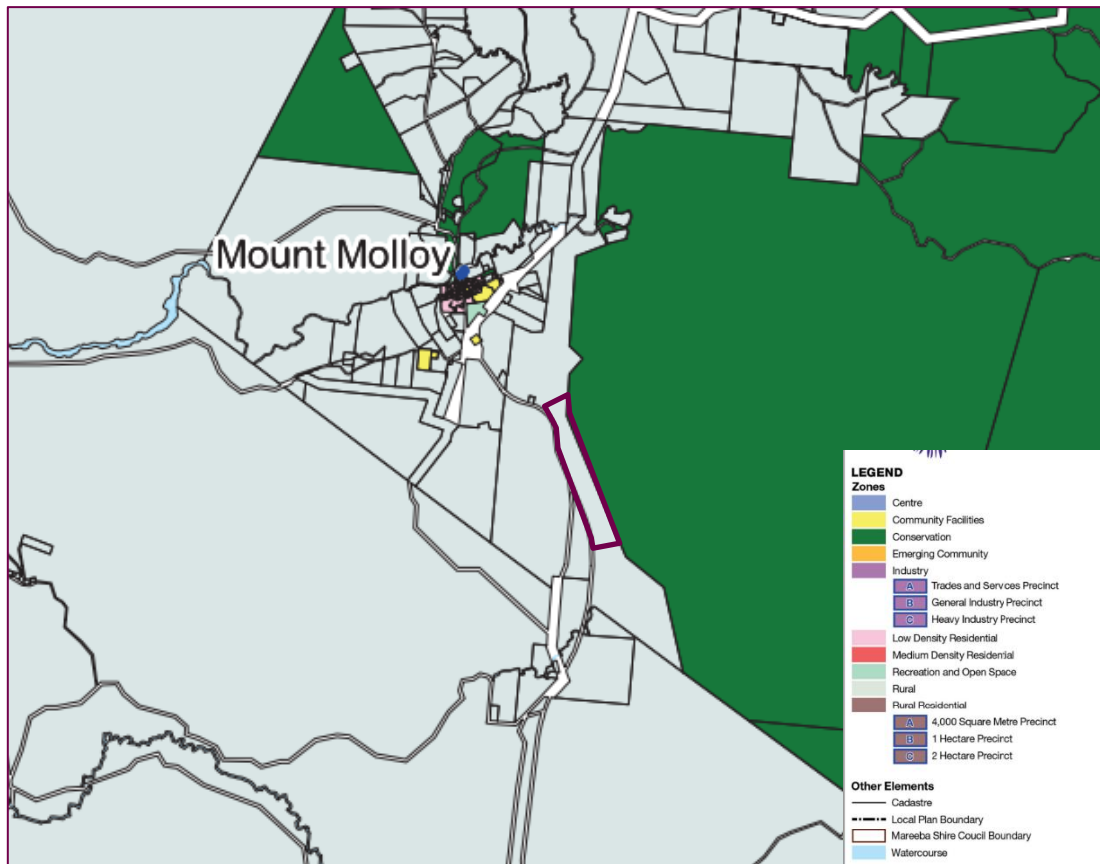 Mount Molloy
LEGEND
Zones
Centre
Community Facilities
Conservation
Emerging Community
Industry
A Trades and Services Precinct
B General Industry Precinct
C Heavy Industry Precinct
Low Density Residential
Medium Density Residential
Recreation and Open Space
Rural
Rural Residential
A 4,000 Square Metre Precinct
B 1 Hectare Precinct
C 2 Hectare Precinct
Other Elements
Cadastre
Local Plan Boundary
Mareeba Shire Coucil Boundary
Watercourse